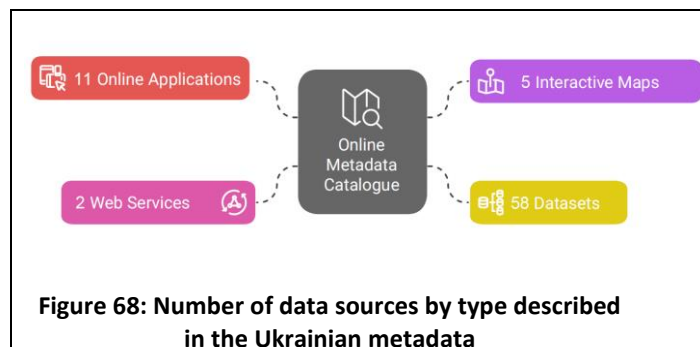 11 Online Applications
5 Interactive Maps
Online
Metadata
Catalogue
2 Web Services
58 Datasets
Figure 68: Number of data sources by type described
in the Ukrainian metadata